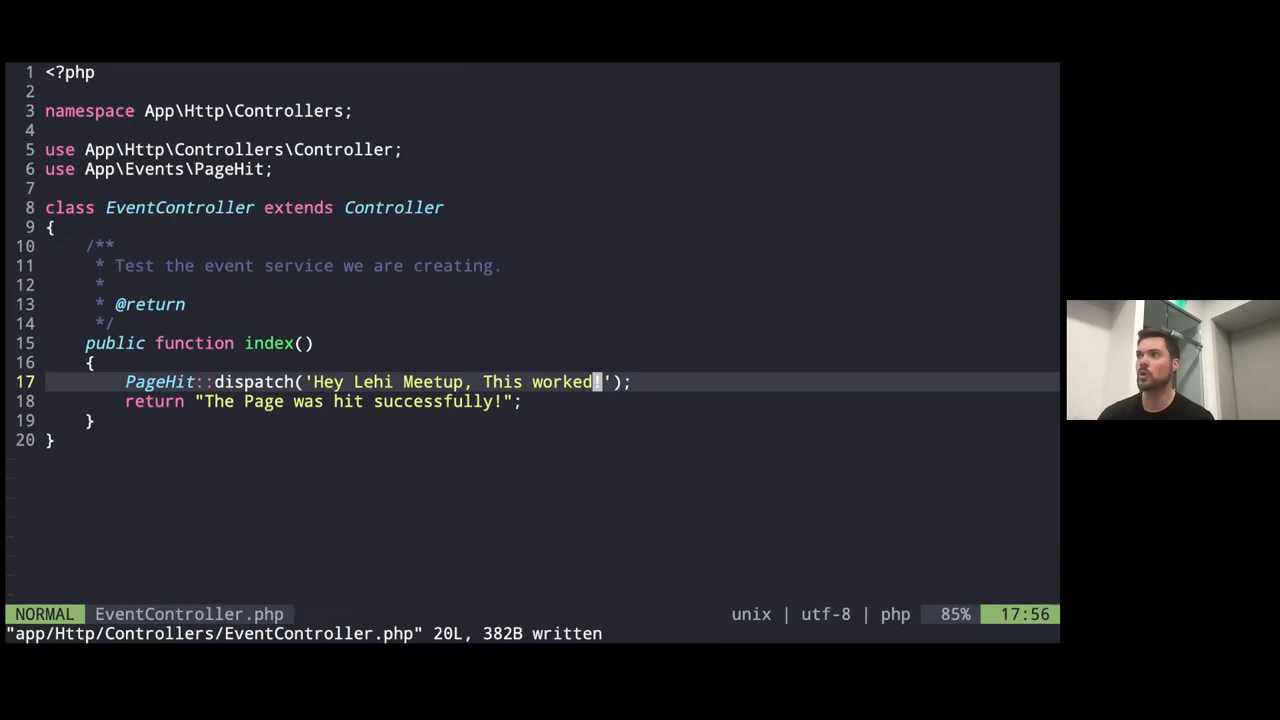 1 <?php
2
3 namespace App\Http\Controllers;
4
5 use App\Http\Controllers\Controller;
6 use App\Events\PageHit;
7
8 class EventController extends Controller
9 {
10     /**
11      * Test the event service we are creating.
12      *
13      * @return
14      */
15     public function index()
16     {
17         PageHit::dispatch('Hey Lehi Meetup, This worked!');
18         return "The Page was hit successfully!";
19     }
20 }
~
~
~
~
~
~
~
~
NORMAL EventController.php unix | utf-8 | php 85% 17:56
"app/Http/Controllers/EventController.php" 20L, 382B written